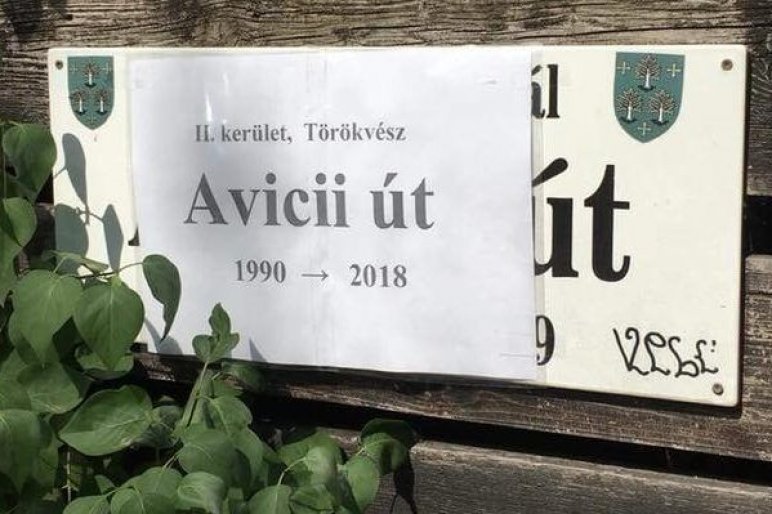 II. kerület, Törökvész
Avicii út
1990 → 2018
ál
út
9